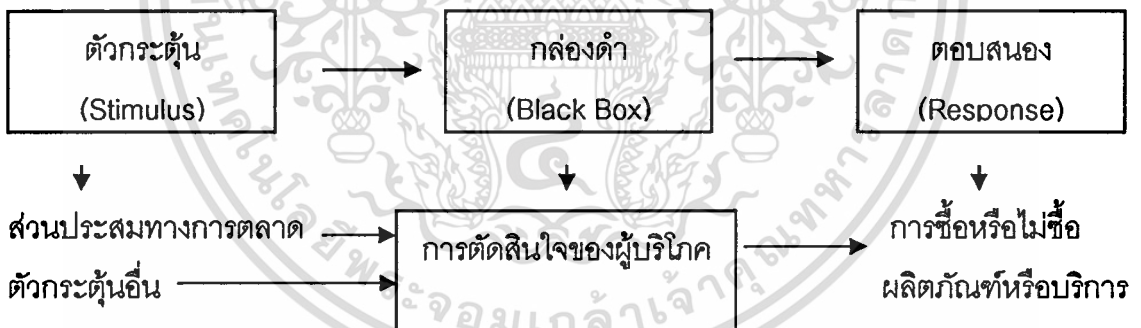 ตัวกระตุ้น
(Stimulus)
กล่องดำ
(Black Box)
ตอบสนอง
(Response)
ส่วนประสมทางการตลาด
ตัวกระตุ้นอื่น
การตัดสินใจของผู้บริโภค
การซื้อหรือไม่ซื้อ
ผลิตภัณฑ์หรือบริการ